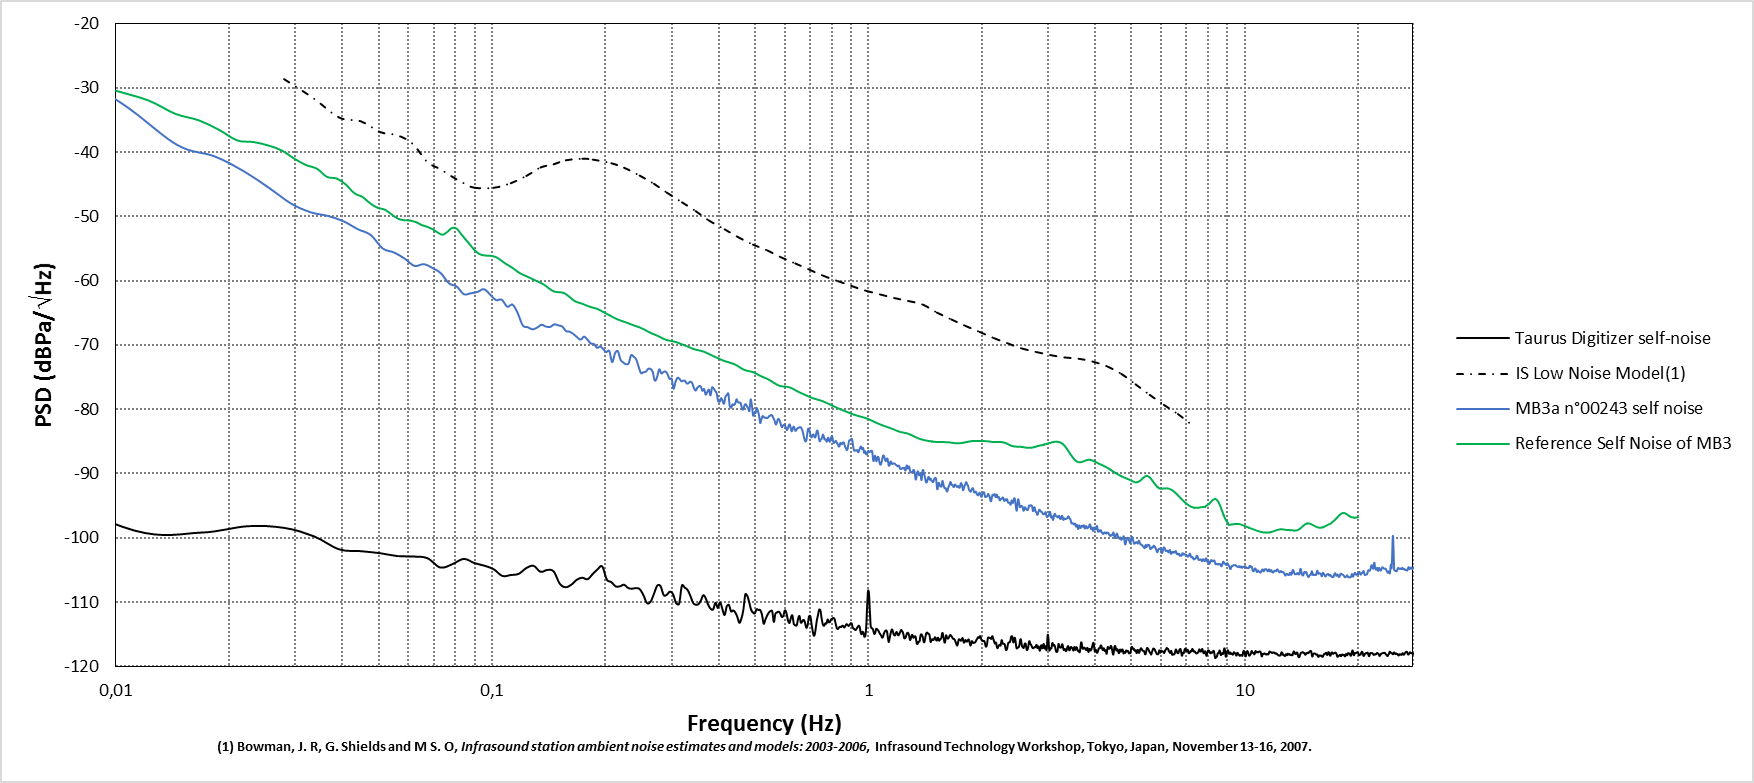 -20
-30
-40
-50
-60
-70
-80
-90
-100
-110
-120
PSD (dBPa/√Hz)
0,01 0,1 1 10
Frequency (Hz)
Taurus Digitizer self-noise
IS Low Noise Model(1)
MB3a n°00243 self noise
Reference Self Noise of MB3
(1) Bowman, J. R, G. Shields and M S. O, Infrasound station ambient noise estimates and models: 2003-2006, Infrasound Technology Workshop, Tokyo, Japan, November 13-16, 2007.